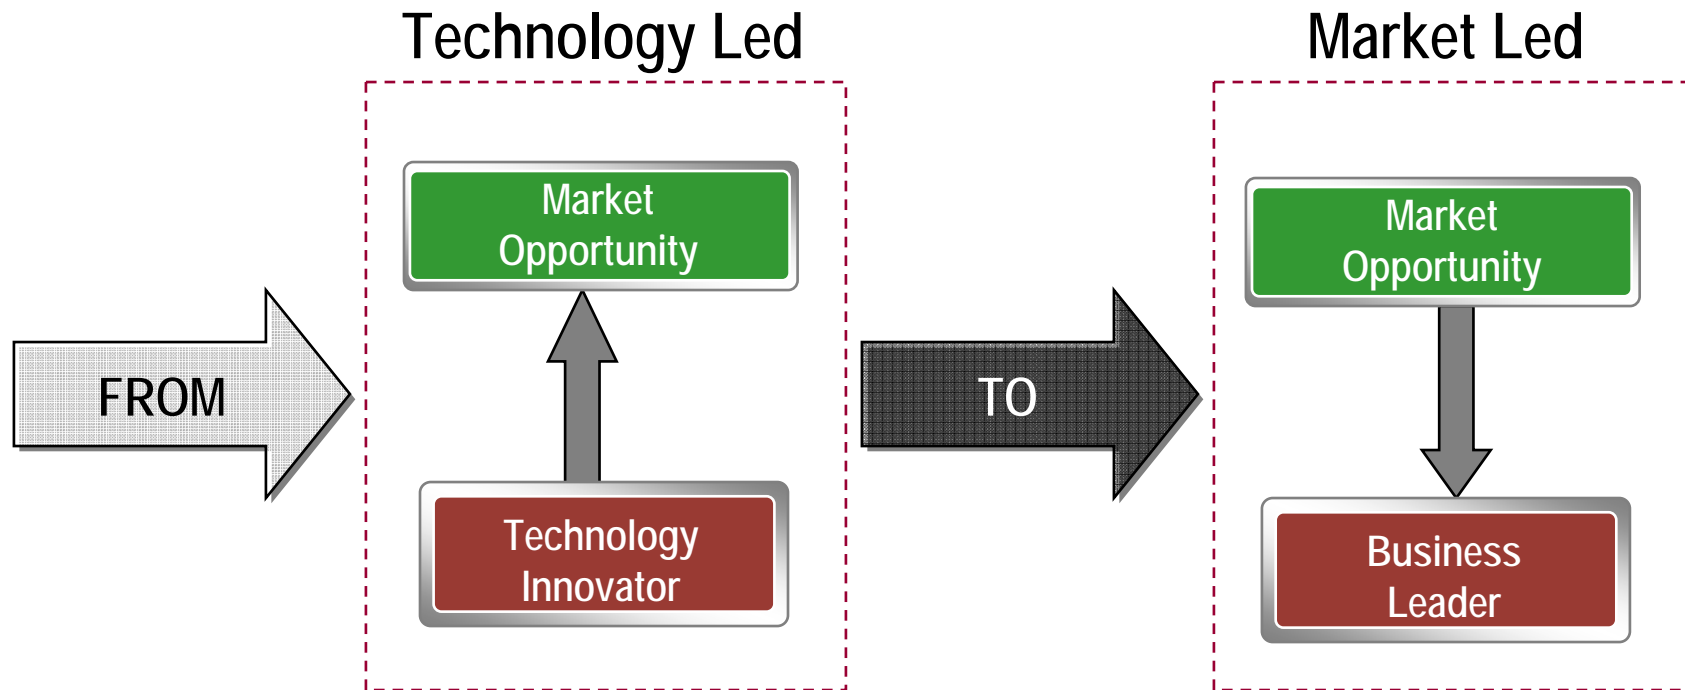 Technology Led
Market Led
FROM
Market
Opportunity
Technology
Innovator
TO
Market
Opportunity
Business
Leader